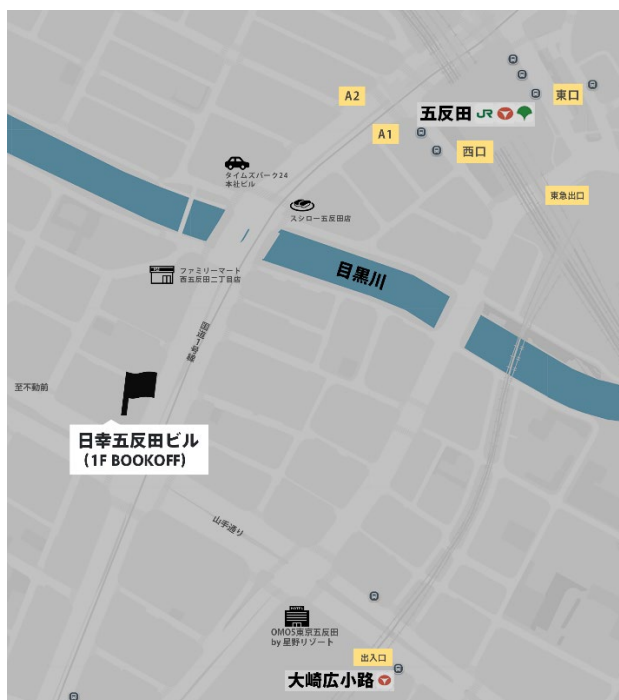 A2
五反田 JR
東口
A1
西口
タイムズパーク24
本社ビル
東急出口
スシロー五反田店
ファミリーマート
西五反田二丁目店
目黒川
国道1号線
至不動前
日幸五反田ビル
(1F BOOKOFF)
山手通り
OMO5東京五反田
by 星野リゾート
出入口
大崎広小路